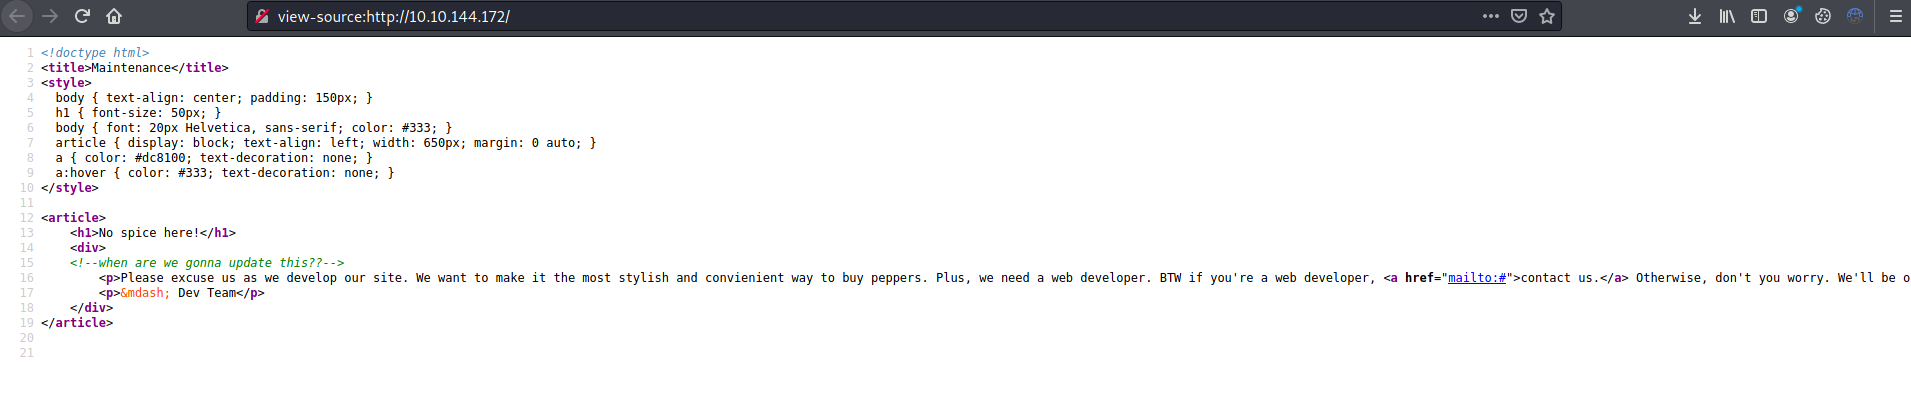 view-source:http://10.10.144.172/
1 <!doctype html>
2 <title>Maintenance</title>
3 <style>
4 body { text-align: center; padding: 150px; }
5 h1 { font-size: 50px; }
6 body { font: 20px Helvetica, sans-serif; color: #333; }
7 article { display: block; text-align: left; width: 650px; margin: 0 auto; }
8 a { color: #dc8100; text-decoration: none; }
9 a:hover { color: #333; text-decoration: none; }
10 </style>
11
12 <article>
13 <h1>No spice here!</h1>
14 <div>
15 <!--when are we gonna update this??-->
16 <p>Please excuse us as we develop our site. We want to make it the most stylish and convienient way to buy peppers. Plus, we need a web developer. BTW if you're a web developer, <a href="mailto:#">contact us.</a> Otherwise, don't you worry. We'll be o
17 <p>&mdash; Dev Team</p>
18 </div>
19 </article>
20
21